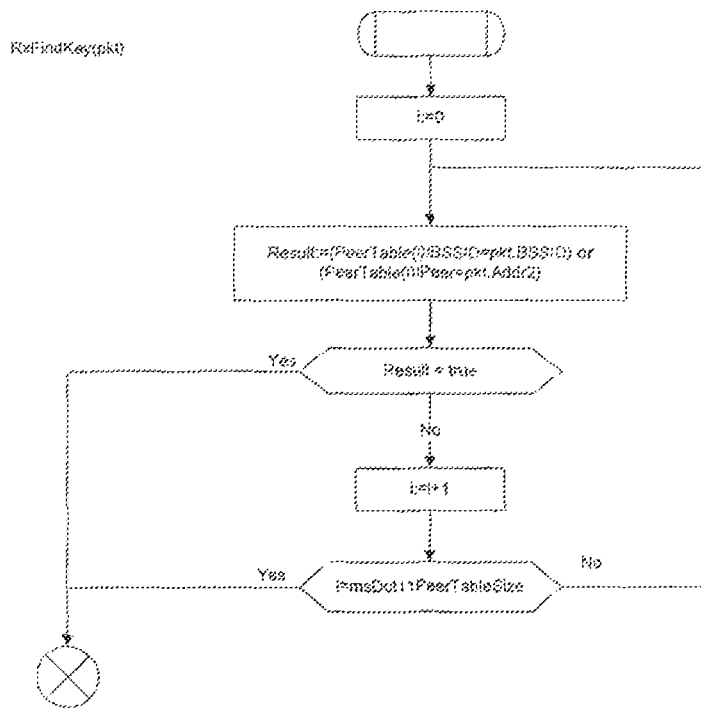 RxFindKey(pkt)
i:=0
Result:=(PeerTable(i)!BSSID=pkt.BSSID) or
(PeerTable(i)!Peer=pkt.Addr2)
Yes
Result = true
No
i:=i+1
Yes
i=msDot11PeerTableSize
No